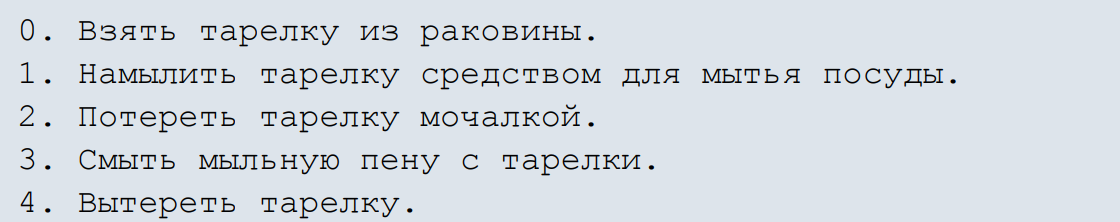 0. Взять тарелку из раковины.
1. Намылить тарелку средством для мытья посуды.
2. Потереть тарелку мочалкой.
3. Смыть мыльную пену с тарелки.
4. Вытереть тарелку.